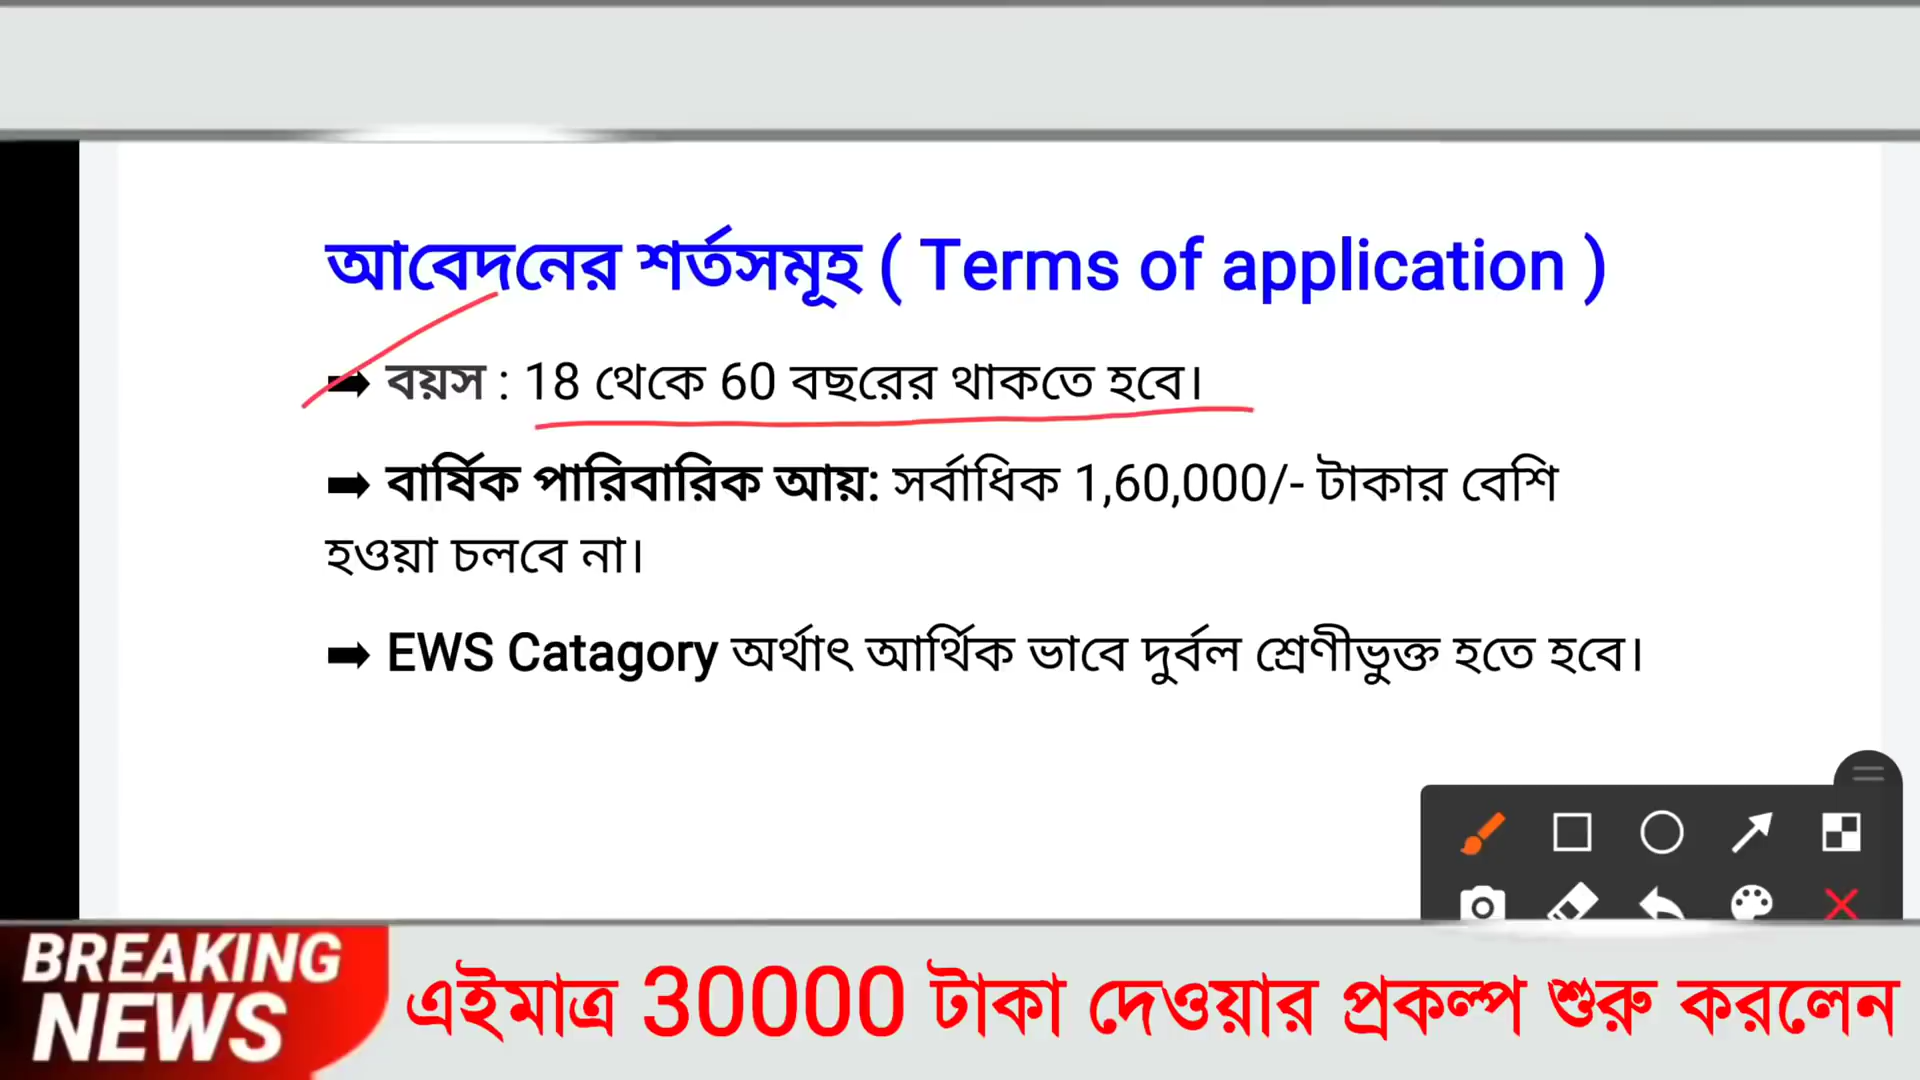 আবেদনের শর্তসমূহ ( Terms of application )
➡ বয়স : 18 থেকে 60 বছরের থাকতে হবে।
➡ বার্ষিক পারিবারিক আয়: সর্বাধিক 1,60,000/- টাকার বেশি
হওয়া চলবে না।
➡ EWS Catagory অর্থাৎ আর্থিক ভাবে দুর্বল শ্রেণীভুক্ত হতে হবে।
BREAKING
NEWS
এইমাত্র 30000 টাকা দেওয়ার প্রকল্প শুরু করলেন